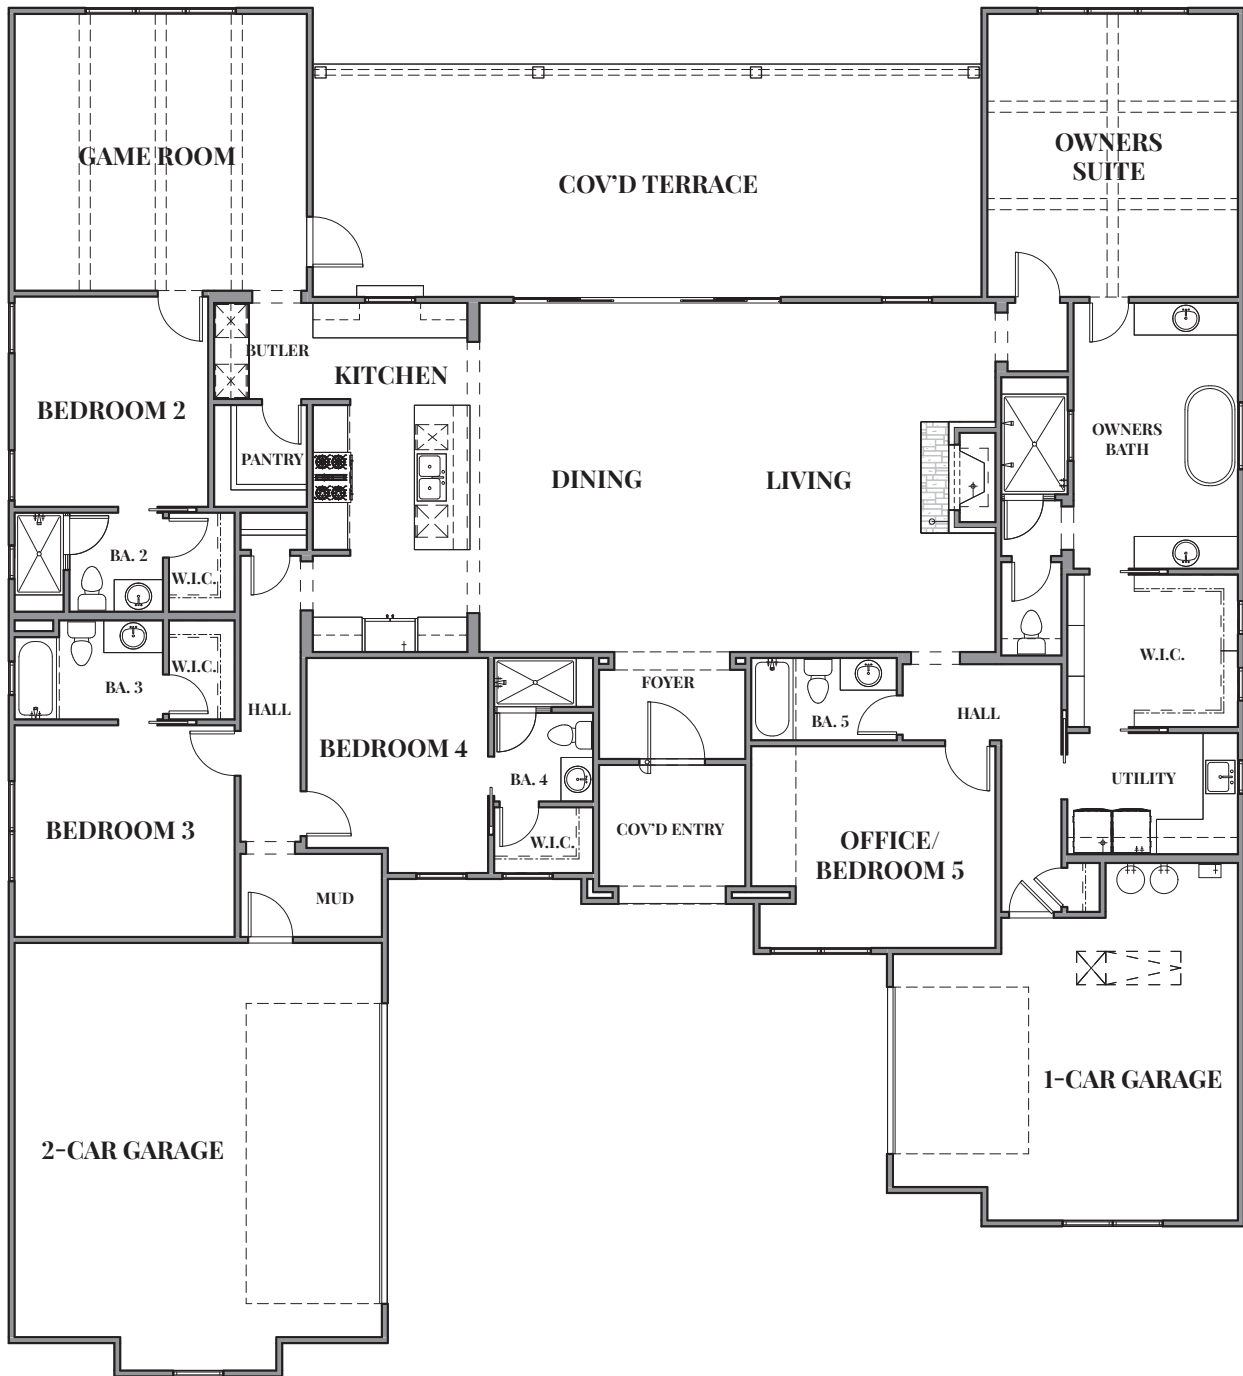 GAME ROOM
COV'D TERRACE
OWNERS
SUITE
BUTLER
KITCHEN
BEDROOM 2
PANTRY
DINING
LIVING
OWNERS
BATH
BA. 2
W.I.C.
W.I.C.
BA. 3
HALL
W.I.C.
FOYER
BA. 5
HALL
BEDROOM 4
BA. 4
UTILITY
BEDROOM 3
COV'D ENTRY
W.I.C.
OFFICE/
BEDROOM 5
MUD
1-CAR GARAGE
2-CAR GARAGE